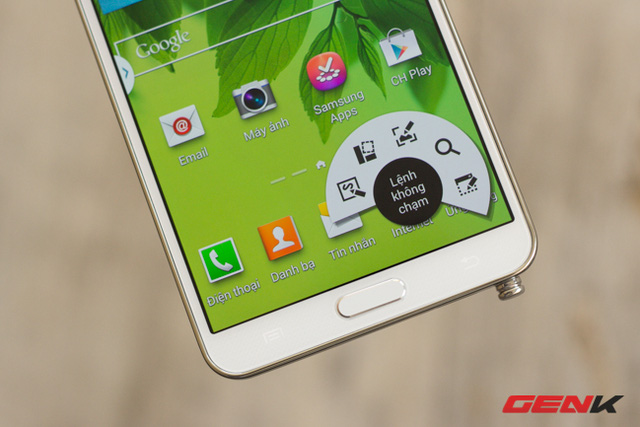 Google
Email
Máy ảnh
Samsung
Apps
CH Play
Lệnh
không
chạm
Điện thoại
Danh bạ
Tin nhắn
Internet
GENK